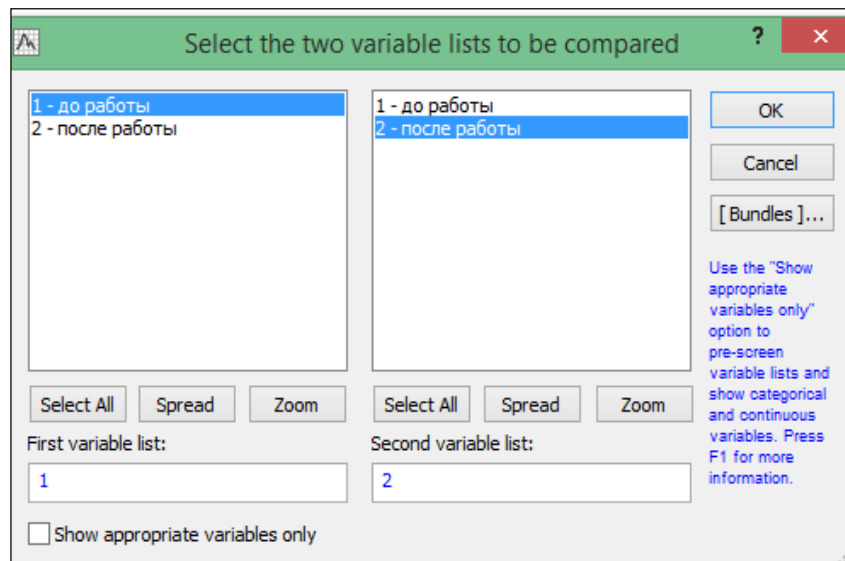 Select the two variable lists to be compared
?
×
1 - до работы
2 - после работы
1 - до работы
2 - после работы
OK
Cancel
[ Bundles ]...
Use the "Show
appropriate
variables only"
option to
pre-screen
variable lists and
show categorical
and continuous
variables. Press
F1 for more
information.
Select All Spread Zoom
Select All Spread Zoom
First variable list:
Second variable list:
1
2
Show appropriate variables only